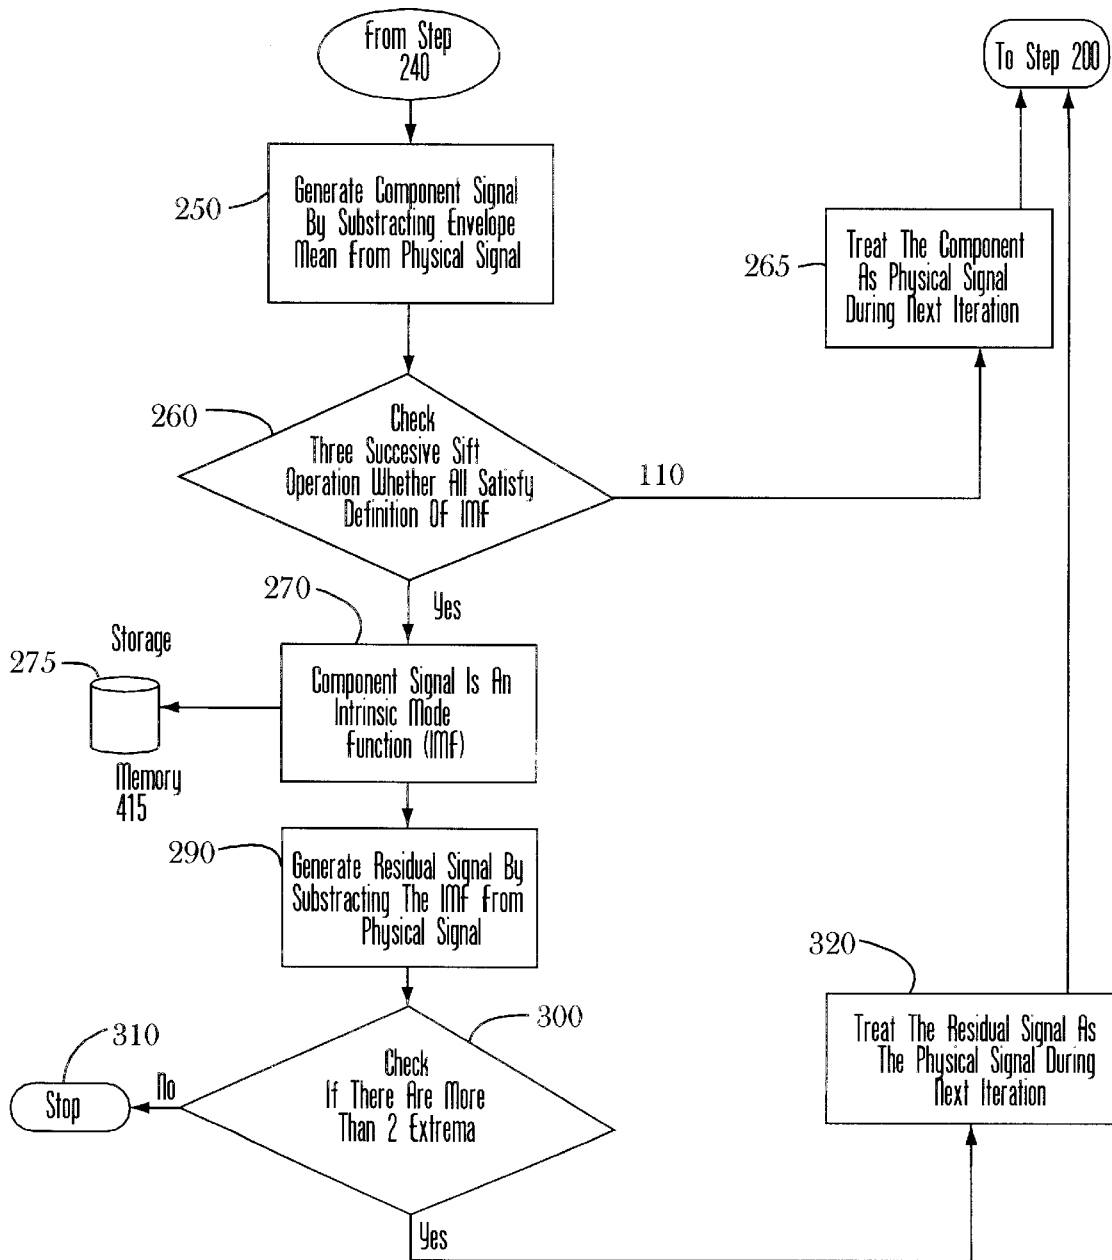 From Step
240
To Step 200
250
Generate Component Signal
By Substracting Envelope
Mean From Physical Signal
265
Treat The Component
As Physical Signal
During Next Iteration
260
Check
Three Succesive Sift
Operation Whether All Satisfy
Definition Of IMF
110
Yes
270
Storage
275
Component Signal Is An
Intrinsic Mode
Function (IMF)
Memory
415
290
Generate Residual Signal By
Substracting The IMF From
Physical Signal
320
Treat The Residual Signal As
The Physical Signal During
Next Iteration
300
Check
If There Are More
Than 2 Extrema
310
No
Stop
Yes